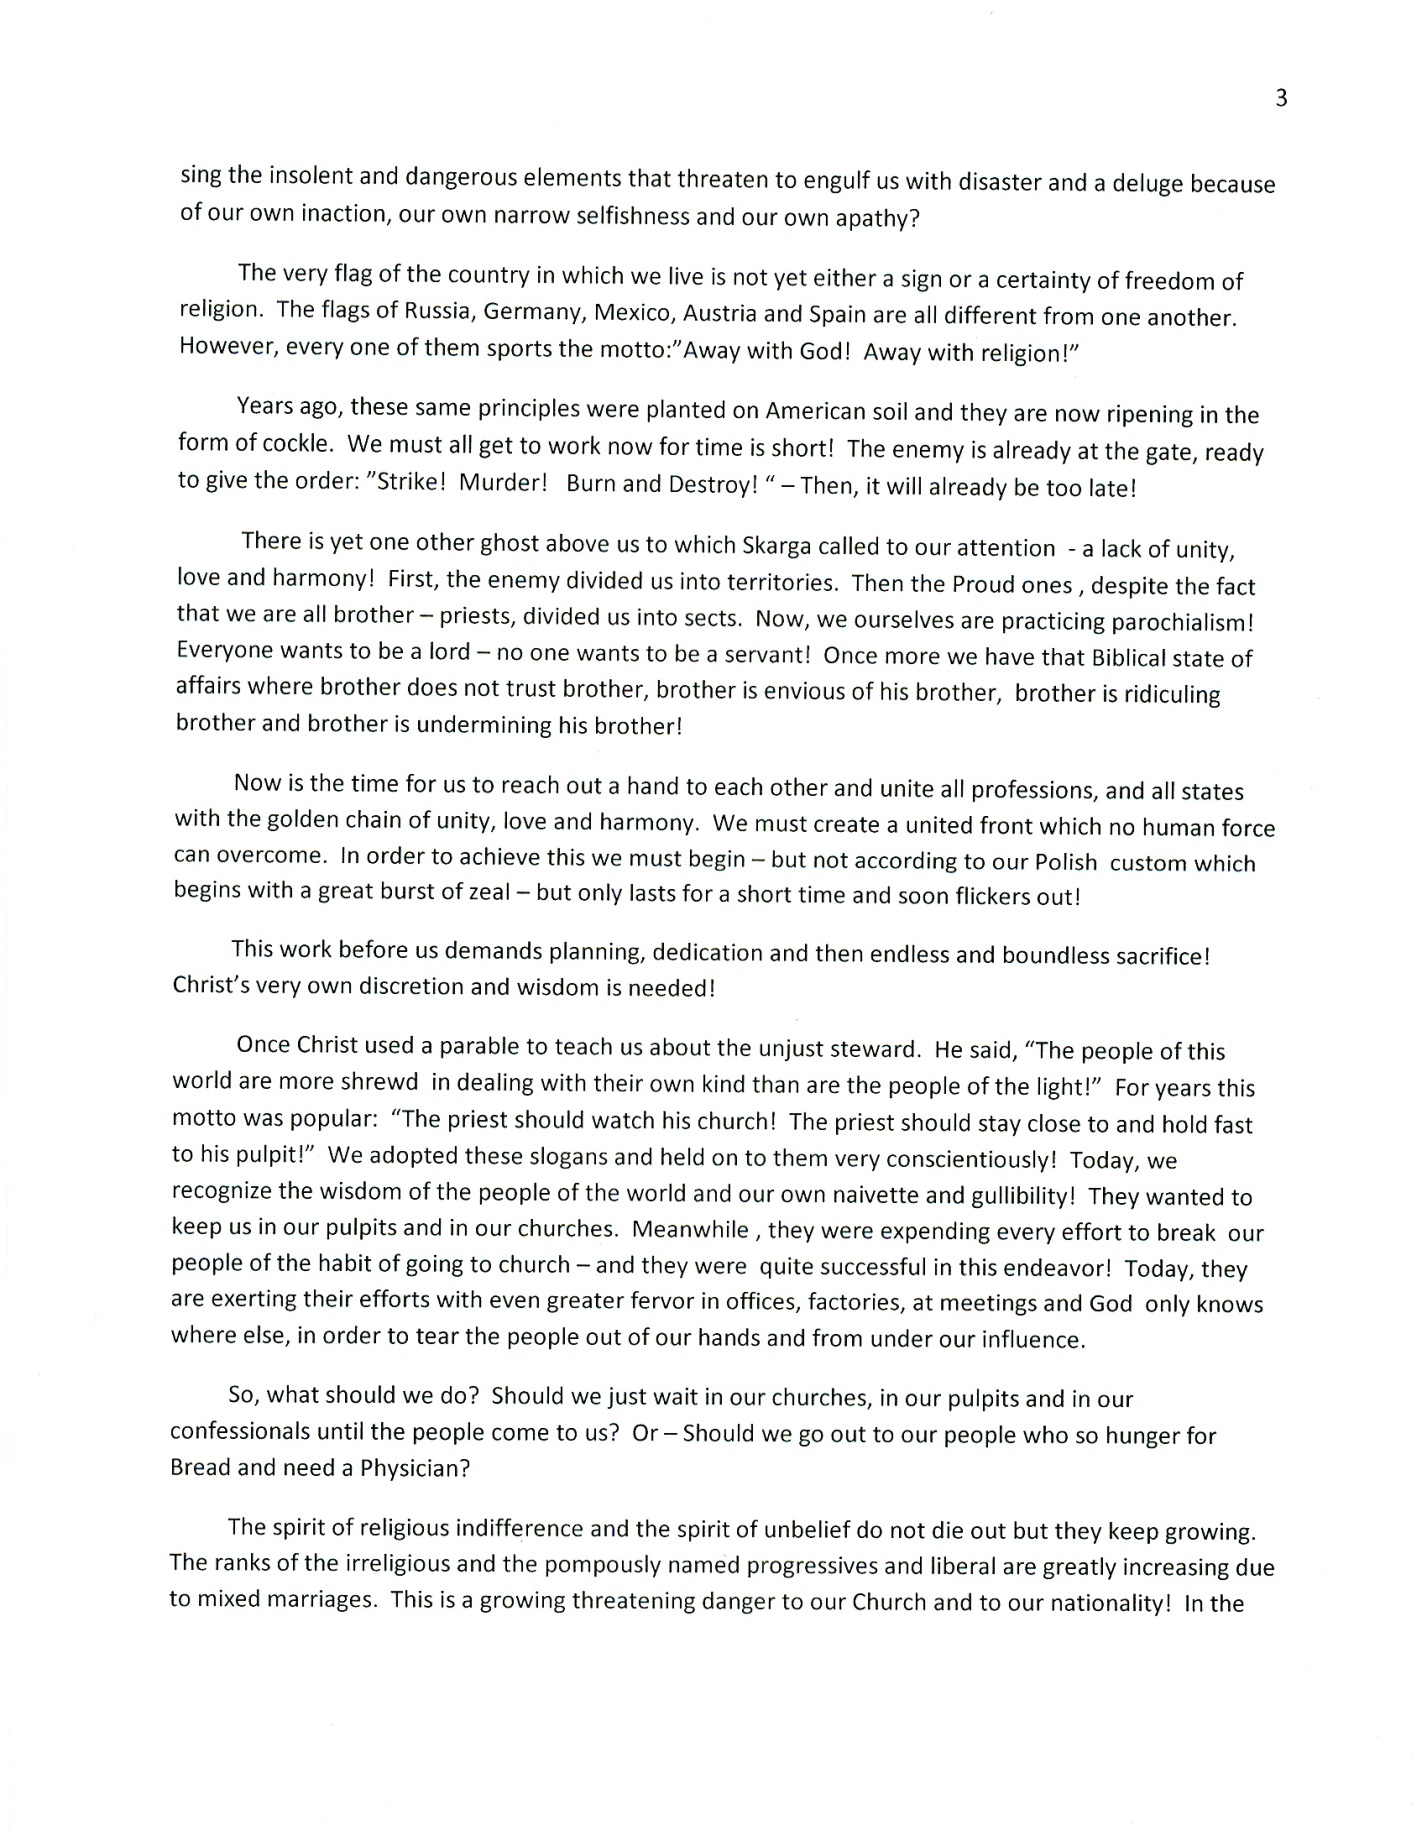 3
sing the insolent and dangerous elements that threaten to engulf us with disaster and a deluge because
of our own inaction, our own narrow selfishness and our own apathy?
The very flag of the country in which we live is not yet either a sign or a certainty of freedom of
religion.  The flags of Russia, Germany, Mexico, Austria and Spain are all different from one another.
However, every one of them sports the motto:”Away with God!  Away with religion!”
Years ago, these same principles were planted on American soil and they are now ripening in the
form of cockle.  We must all get to work now for time is short!  The enemy is already at the gate, ready
to give the order: ”Strike!  Murder!   Burn and Destroy! “ – Then, it will already be too late!
There is yet one other ghost above us to which Skarga called to our attention  - a lack of unity,
love and harmony!  First, the enemy divided us into territories.  Then the Proud ones , despite the fact
that we are all brother – priests, divided us into sects.  Now, we ourselves are practicing parochialism!
Everyone wants to be a lord – no one wants to be a servant!  Once more we have that Biblical state of
affairs where brother does not trust brother, brother is envious of his brother,  brother is ridiculing
brother and brother is undermining his brother!
Now is the time for us to reach out a hand to each other and unite all professions, and all states
with the golden chain of unity, love and harmony.  We must create a united front which no human force
can overcome.  In order to achieve this we must begin – but not according to our Polish  custom which
begins with a great burst of zeal – but only lasts for a short time and soon flickers out!
This work before us demands planning, dedication and then endless and boundless sacrifice!
Christ’s very own discretion and wisdom is needed!
Once Christ used a parable to teach us about the unjust steward.  He said, “The people of this
world are more shrewd  in dealing with their own kind than are the people of the light!”  For years this
motto was popular:  “The priest should watch his church!  The priest should stay close to and hold fast
to his pulpit!”  We adopted these slogans and held on to them very conscientiously!  Today, we
recognize the wisdom of the people of the world and our own naivette and gullibility!  They wanted to
keep us in our pulpits and in our churches.  Meanwhile , they were expending every effort to break  our
people of the habit of going to church – and they were  quite successful in this endeavor!  Today, they
are exerting their efforts with even greater fervor in offices, factories, at meetings and God  only knows
where else, in order to tear the people out of our hands and from under our influence.
So, what should we do?  Should we just wait in our churches, in our pulpits and in our
confessionals until the people come to us?  Or – Should we go out to our people who so hunger for
Bread and need a Physician?
The spirit of religious indifference and the spirit of unbelief do not die out but they keep growing.
The ranks of the irreligious and the pompously named progressives and liberal are greatly increasing due
to mixed marriages.  This is a growing threatening danger to our Church and to our nationality!  In the